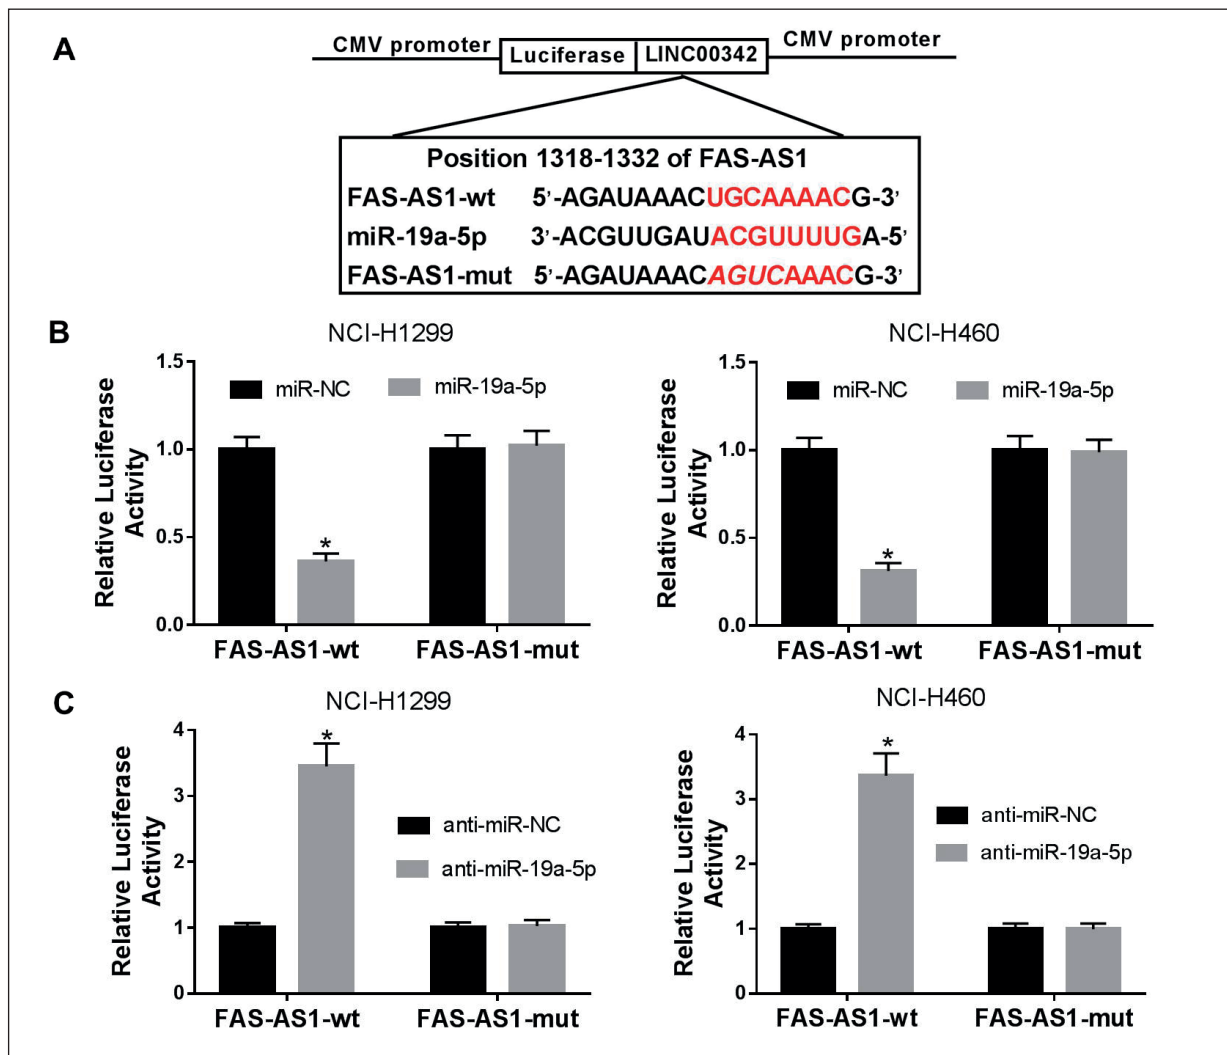 A
CMV promoter
Luciferase
LINC00342
CMV promoter
Position 1318-1332 of FAS-AS1
FAS-AS1-wt 5'-AGAUAAACUGCAAAACG-3'
miR-19a-5p 3'-ACGUUGAUACGUUUUGA-5'
FAS-AS1-mut 5'-AGAUAAACAGUCAAACG-3'
B
NCI-H1299
Relative Luciferase
Activity
1.5
1.0
0.5
0.0
miR-NC
miR-19a-5p
*
FAS-AS1-wt
FAS-AS1-mut
NCI-H460
Relative Luciferase
Activity
1.5
1.0
0.5
0.0
miR-NC
miR-19a-5p
*
FAS-AS1-wt
FAS-AS1-mut
C
NCI-H1299
Relative Luciferase
Activity
4
3
2
1
0
*
anti-miR-NC
anti-miR-19a-5p
FAS-AS1-wt
FAS-AS1-mut
NCI-H460
Relative Luciferase
Activity
4
3
2
1
0
*
anti-miR-NC
anti-miR-19a-5p
FAS-AS1-wt
FAS-AS1-mut